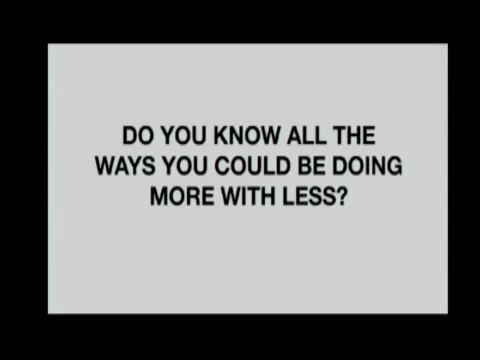 DO YOU KNOW ALL THE
WAYS YOU COULD BE DOING
MORE WITH LESS?